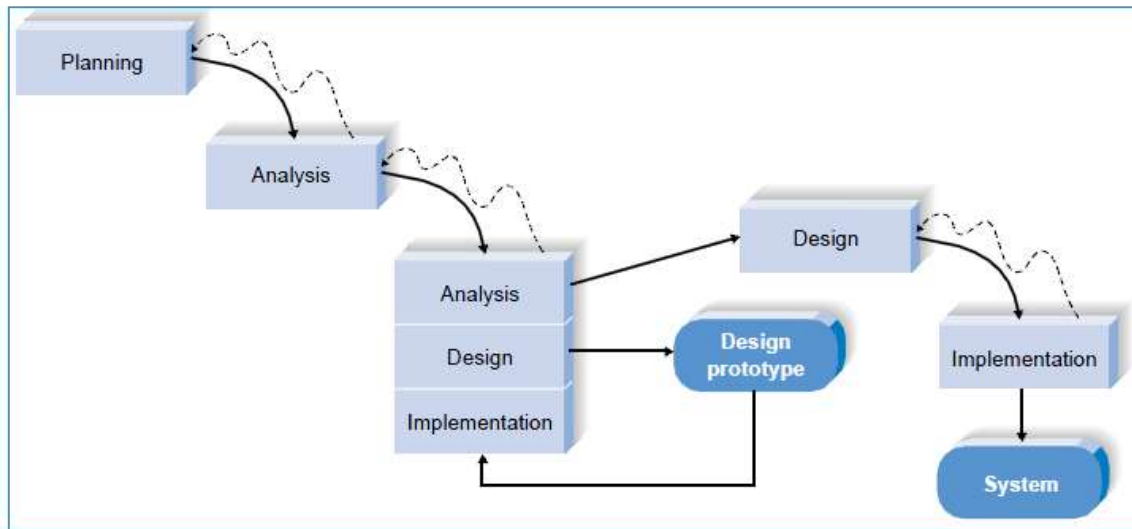 Planning
Analysis
Analysis
Design
Implementation
Design
prototype
Design
Implementation
System